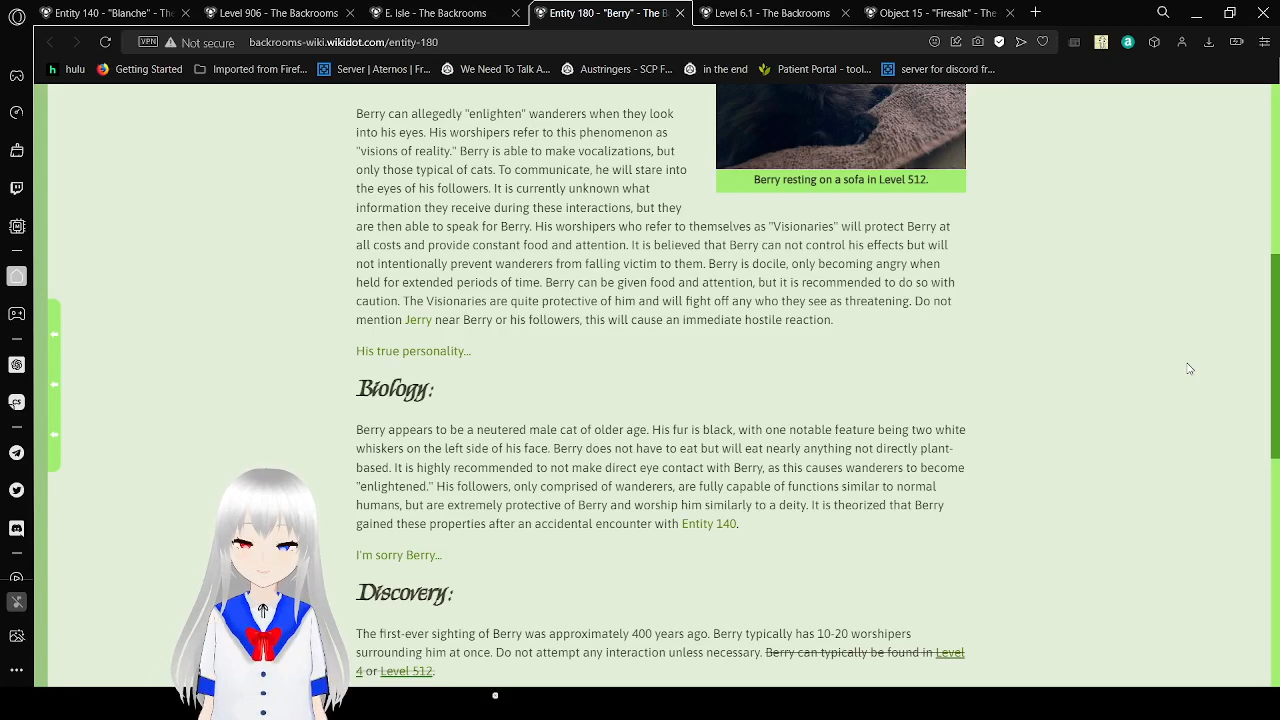 Entity 140 - "Blanche" - Th
Level 906 - The Backrooms
E. Isle - The Backrooms
Entity 180 - "Berry" - The B
Level 6.1 - The Backrooms
Object 15 - "Firesalt" - The
VPN Not secure backrooms-wiki.wikidot.com/entity-180
hulu Getting Started Imported from Firef... Server | Aternos | Fr... We Need To Talk A... Austringers - SCP F... in the end Patient Portal - tool... server for discord fr...
Berry can allegedly "enlighten" wanderers when they look
into his eyes. His worshipers refer to this phenomenon as
"visions of reality." Berry is able to make vocalizations, but
only those typical of cats. To communicate, he will stare into
the eyes of his followers. It is currently unknown what
information they receive during these interactions, but they
Berry resting on a sofa in Level 512.
are then able to speak for Berry. His worshipers who refer to themselves as "Visionaries" will protect Berry at
all costs and provide constant food and attention. It is believed that Berry can not control his effects but will
not intentionally prevent wanderers from falling victim to them. Berry is docile, only becoming angry when
held for extended periods of time. Berry can be given food and attention, but it is recommended to do so with
caution. The Visionaries are quite protective of him and will fight off any who they see as threatening. Do not
mention Jerry near Berry or his followers, this will cause an immediate hostile reaction.
His true personality...
Biology:
Berry appears to be a neutered male cat of older age. His fur is black, with one notable feature being two white
whiskers on the left side of his face. Berry does not have to eat but will eat nearly anything not directly plant-
based. It is highly recommended to not make direct eye contact with Berry, as this causes wanderers to become
"enlightened." His followers, only comprised of wanderers, are fully capable of functions similar to normal
humans, but are extremely protective of Berry and worship him similarly to a deity. It is theorized that Berry
gained these properties after an accidental encounter with Entity 140.
I'm sorry Berry...
Discovery:
The first-ever sighting of Berry was approximately 400 years ago. Berry typically has 10-20 worshipers
surrounding him at once. Do not attempt any interaction unless necessary. Berry can typically be found in Level
4 or Level 512.